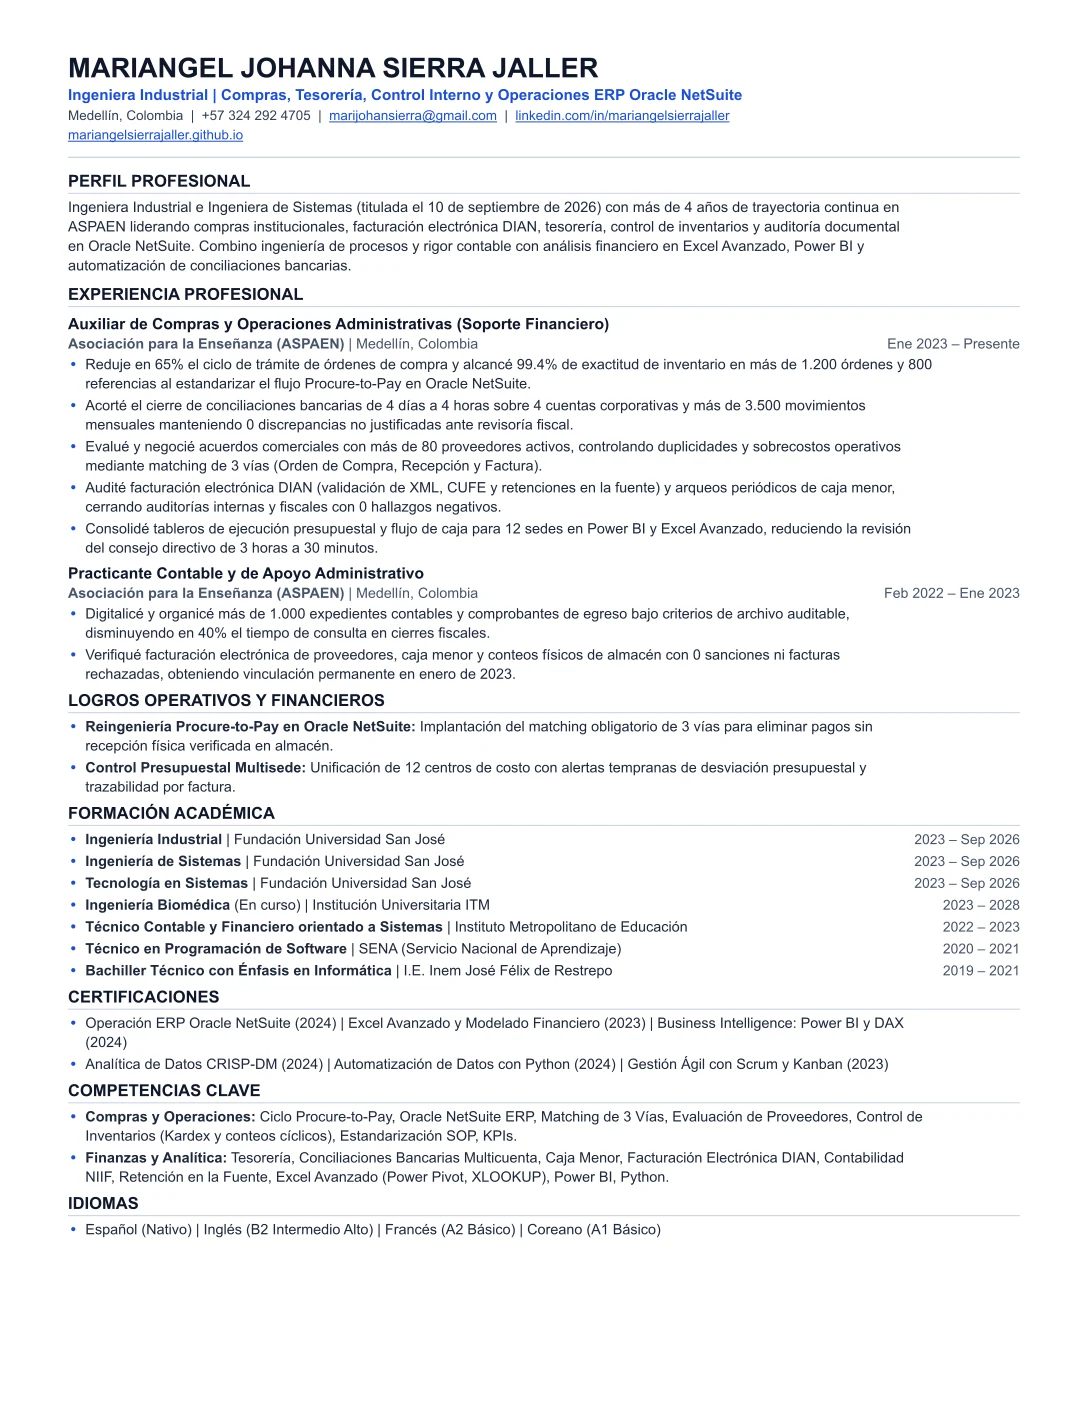 MARIANGEL JOHANNA SIERRA JALLER
Ingeniera Industrial | Compras, Tesorería, Control Interno y Operaciones ERP Oracle NetSuite
Medellín, Colombia | +57 324 292 4705 | marijohansierra@gmail.com | linkedin.com/in/mariangelsierrajaller
mariangelsierrajaller.github.io
PERFIL PROFESIONAL
Ingeniera Industrial e Ingeniera de Sistemas (titulada el 10 de septiembre de 2026) con más de 4 años de trayectoria continua en
ASPAEN liderando compras institucionales, facturación electrónica DIAN, tesorería, control de inventarios y auditoría documental
en Oracle NetSuite. Combino ingeniería de procesos y rigor contable con análisis financiero en Excel Avanzado, Power BI y
automatización de conciliaciones bancarias.
EXPERIENCIA PROFESIONAL
Auxiliar de Compras y Operaciones Administrativas (Soporte Financiero)
Asociación para la Enseñanza (ASPAEN) | Medellín, Colombia Ene 2023 – Presente
• Reduje en 65% el ciclo de trámite de órdenes de compra y alcancé 99.4% de exactitud de inventario en más de 1.200 órdenes y 800
referencias al estandarizar el flujo Procure-to-Pay en Oracle NetSuite.
• Acorté el cierre de conciliaciones bancarias de 4 días a 4 horas sobre 4 cuentas corporativas y más de 3.500 movimientos
mensuales manteniendo 0 discrepancias no justificadas ante revisoría fiscal.
• Evalué y negocié acuerdos comerciales con más de 80 proveedores activos, controlando duplicidades y sobrecostos operativos
mediante matching de 3 vías (Orden de Compra, Recepción y Factura).
• Audité facturación electrónica DIAN (validación de XML, CUFE y retenciones en la fuente) y arqueos periódicos de caja menor,
cerrando auditorías internas y fiscales con 0 hallazgos negativos.
• Consolidé tableros de ejecución presupuestal y flujo de caja para 12 sedes en Power BI y Excel Avanzado, reduciendo la revisión
del consejo directivo de 3 horas a 30 minutos.
Practicante Contable y de Apoyo Administrativo
Asociación para la Enseñanza (ASPAEN) | Medellín, Colombia Feb 2022 – Ene 2023
• Digitalicé y organicé más de 1.000 expedientes contables y comprobantes de egreso bajo criterios de archivo auditable,
disminuyendo en 40% el tiempo de consulta en cierres fiscales.
• Verifiqué facturación electrónica de proveedores, caja menor y conteos físicos de almacén con 0 sanciones ni facturas
rechazadas, obteniendo vinculación permanente en enero de 2023.
LOGROS OPERATIVOS Y FINANCIEROS
• Reingeniería Procure-to-Pay en Oracle NetSuite: Implantación del matching obligatorio de 3 vías para eliminar pagos sin
recepción física verificada en almacén.
• Control Presupuestal Multisede: Unificación de 12 centros de costo con alertas tempranas de desviación presupuestal y
trazabilidad por factura.
FORMACIÓN ACADÉMICA
• Ingeniería Industrial | Fundación Universidad San José 2023 – Sep 2026
• Ingeniería de Sistemas | Fundación Universidad San José 2023 – Sep 2026
• Tecnología en Sistemas | Fundación Universidad San José 2023 – Sep 2026
• Ingeniería Biomédica (En curso) | Institución Universitaria ITM 2023 – 2028
• Técnico Contable y Financiero orientado a Sistemas | Instituto Metropolitano de Educación 2022 – 2023
• Técnico en Programación de Software | SENA (Servicio Nacional de Aprendizaje) 2020 – 2021
• Bachiller Técnico con Énfasis en Informática | I.E. Inem José Félix de Restrepo 2019 – 2021
CERTIFICACIONES
• Operación ERP Oracle NetSuite (2024) | Excel Avanzado y Modelado Financiero (2023) | Business Intelligence: Power BI y DAX
(2024)
• Analítica de Datos CRISP-DM (2024) | Automatización de Datos con Python (2024) | Gestión Ágil con Scrum y Kanban (2023)
COMPETENCIAS CLAVE
• Compras y Operaciones: Ciclo Procure-to-Pay, Oracle NetSuite ERP, Matching de 3 Vías, Evaluación de Proveedores, Control de
Inventarios (Kardex y conteos cíclicos), Estandarización SOP, KPIs.
• Finanzas y Analítica: Tesorería, Conciliaciones Bancarias Multicuenta, Caja Menor, Facturación Electrónica DIAN, Contabilidad
NIIF, Retención en la Fuente, Excel Avanzado (Power Pivot, XLOOKUP), Power BI, Python.
IDIOMAS
• Español (Nativo) | Inglés (B2 Intermedio Alto) | Francés (A2 Básico) | Coreano (A1 Básico)